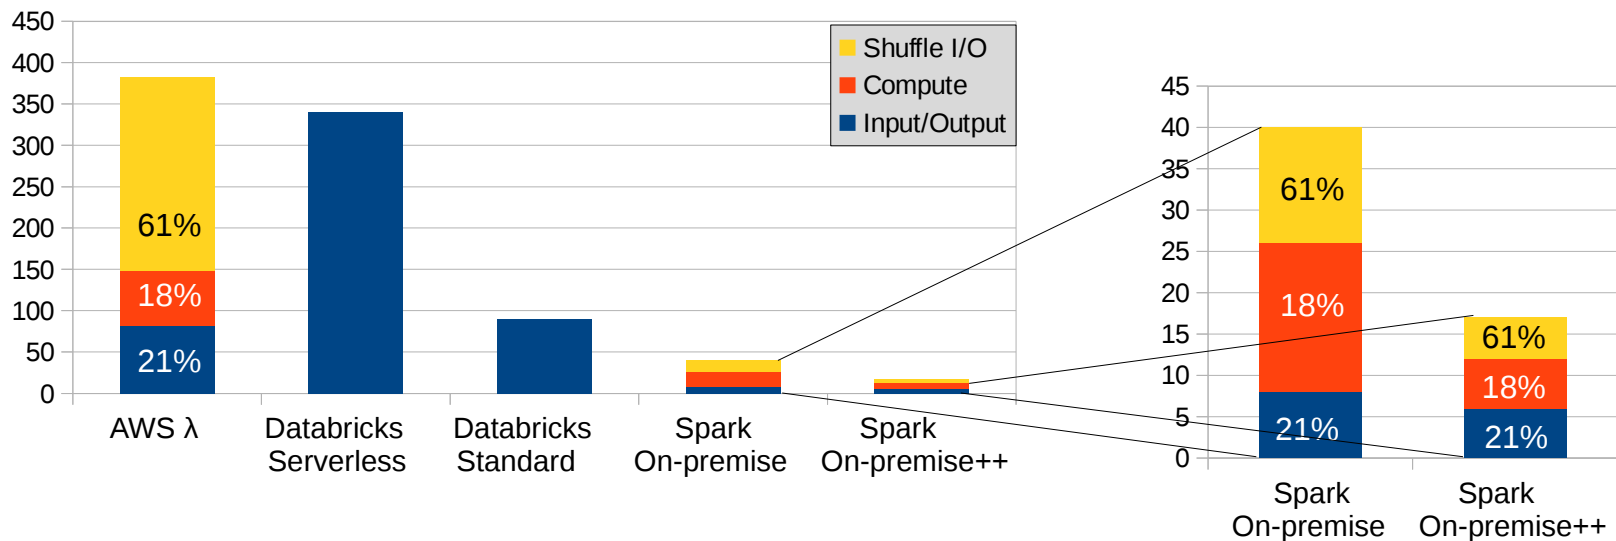 450
400
350
300
250
200
150
100
50
0
61%
18%
21%
Shuffle I/O
Compute
Input/Output
AWS λ
Databricks
Serverless
Databricks
Standard
Spark
On-premise
Spark
On-premise++
45
40
35
30
25
20
15
10
5
0
61%
18%
21%
61%
18%
21%
Spark
On-premise
Spark
On-premise++